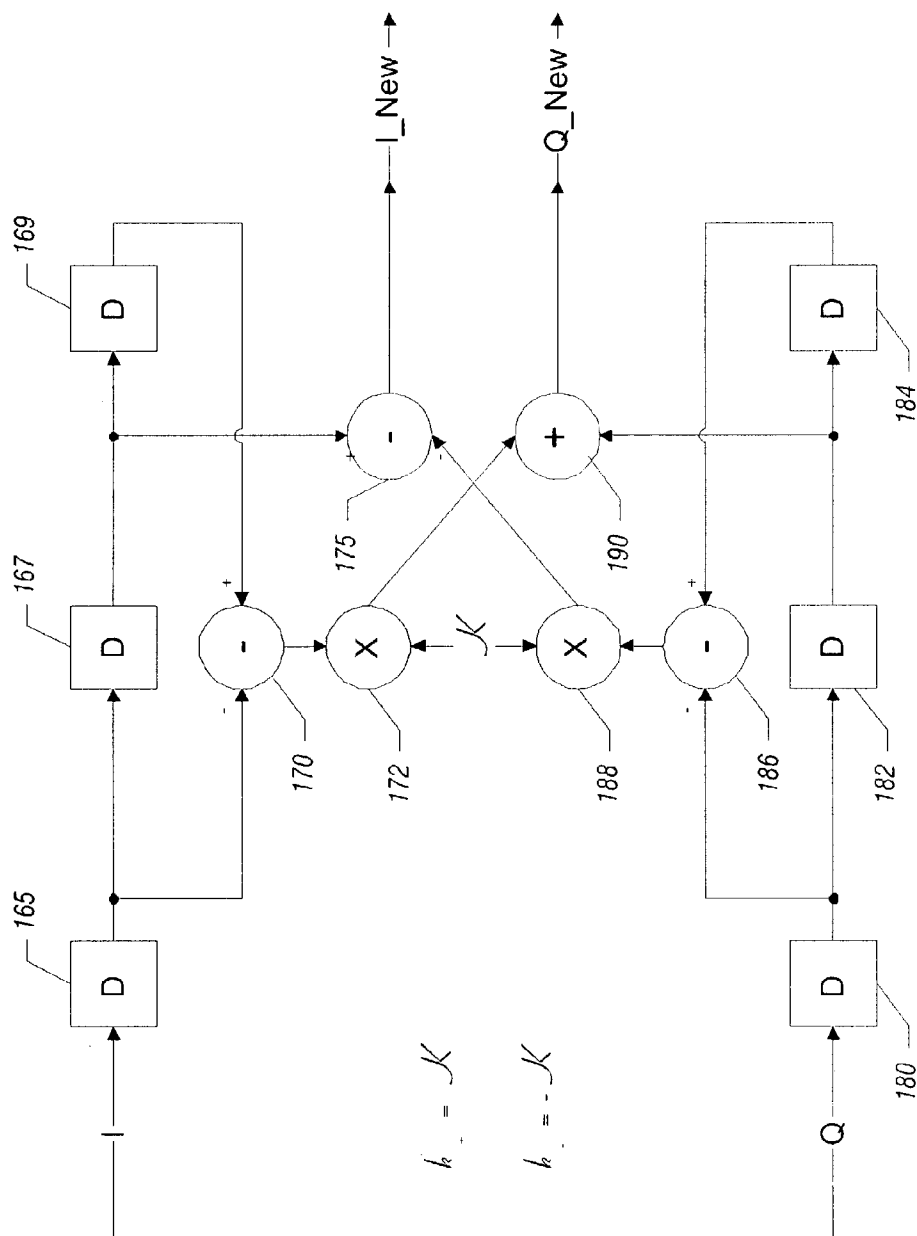 I
165
D
167
D
169
D
-
+
-
170
X
172
K
+
-
-
175
I_New
X
188
+
190
Q_New
-
+
-
186
Q
D
180
D
182
D
184
k+ = K
k- = - K